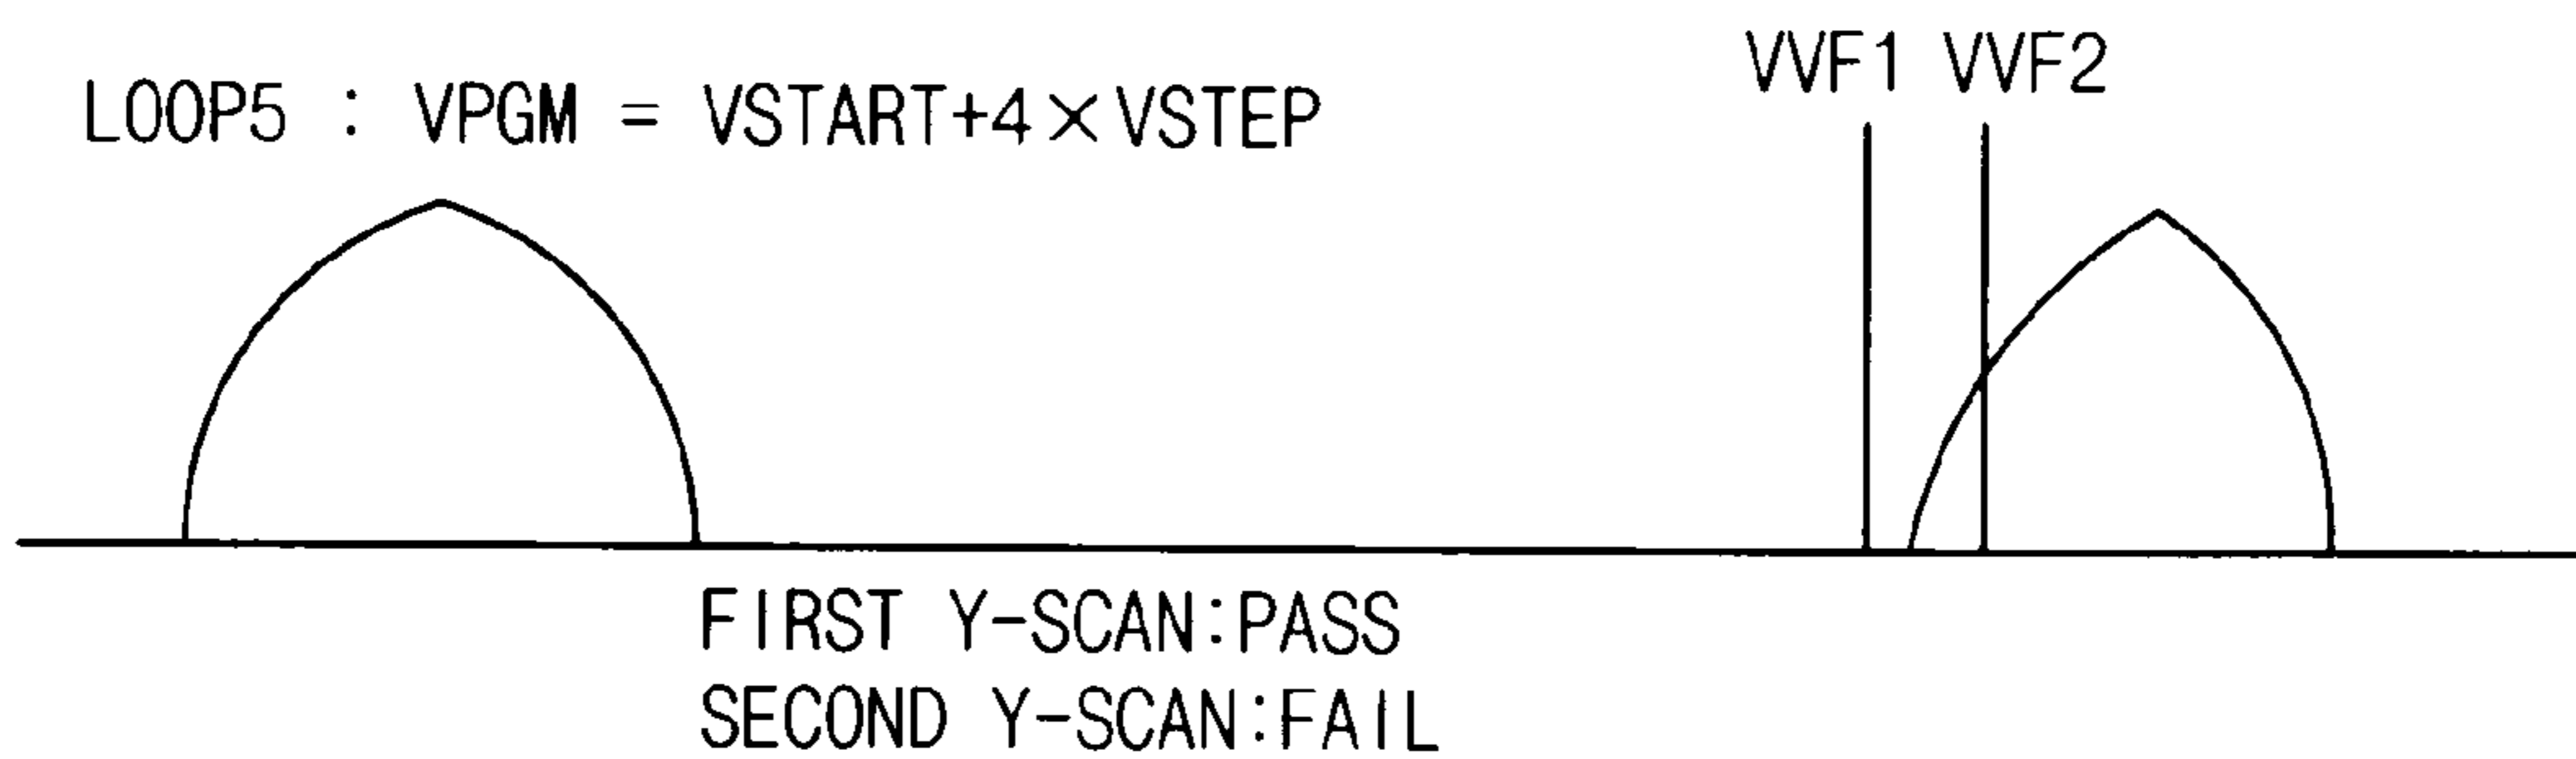 VVF1 VVF2
LOOP5 : VPGM = VSTART+4×VSTEP
FIRST Y-SCAN:PASS
SECOND Y-SCAN:FAIL